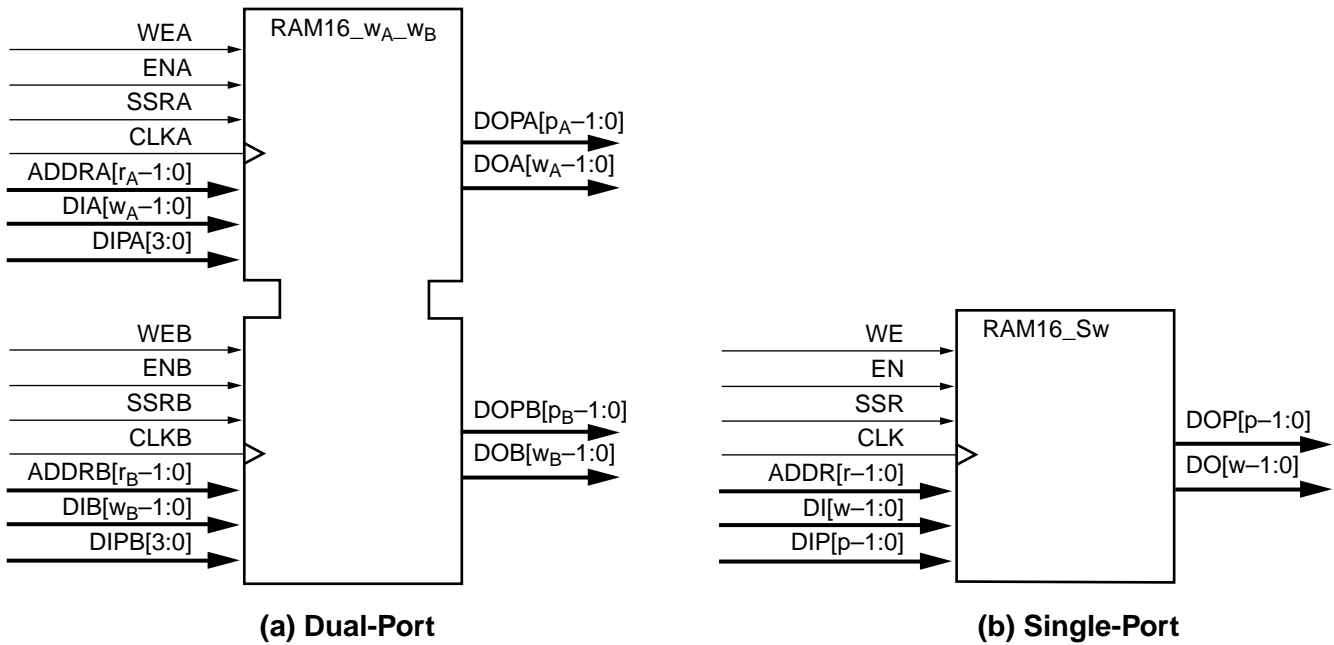 RAM16_wA_wB
WEA
ENA
SSRA
CLKA
ADDRA[rA–1:0]
DIA[wA–1:0]
DIPA[3:0]
DOPA[pA–1:0]
DOA[wA–1:0]
WEB
ENB
SSRB
CLKB
ADDRB[rB–1:0]
DIB[wB–1:0]
DIPB[3:0]
DOPB[pB–1:0]
DOB[wB–1:0]
(a) Dual-Port
RAM16_Sw
WE
EN
SSR
CLK
ADDR[r–1:0]
DI[w–1:0]
DIP[p–1:0]
DOP[p–1:0]
DO[w–1:0]
(b) Single-Port